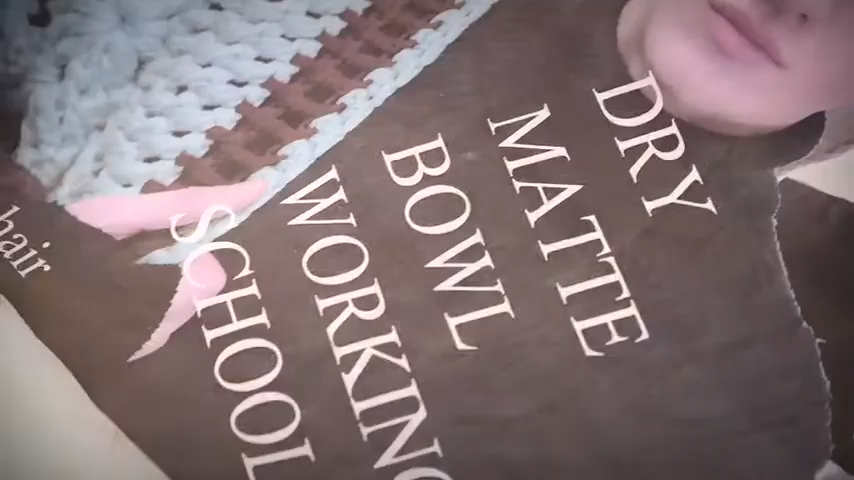 DRY
MATTE
BOWL
WORKING
SCHOOL
hair